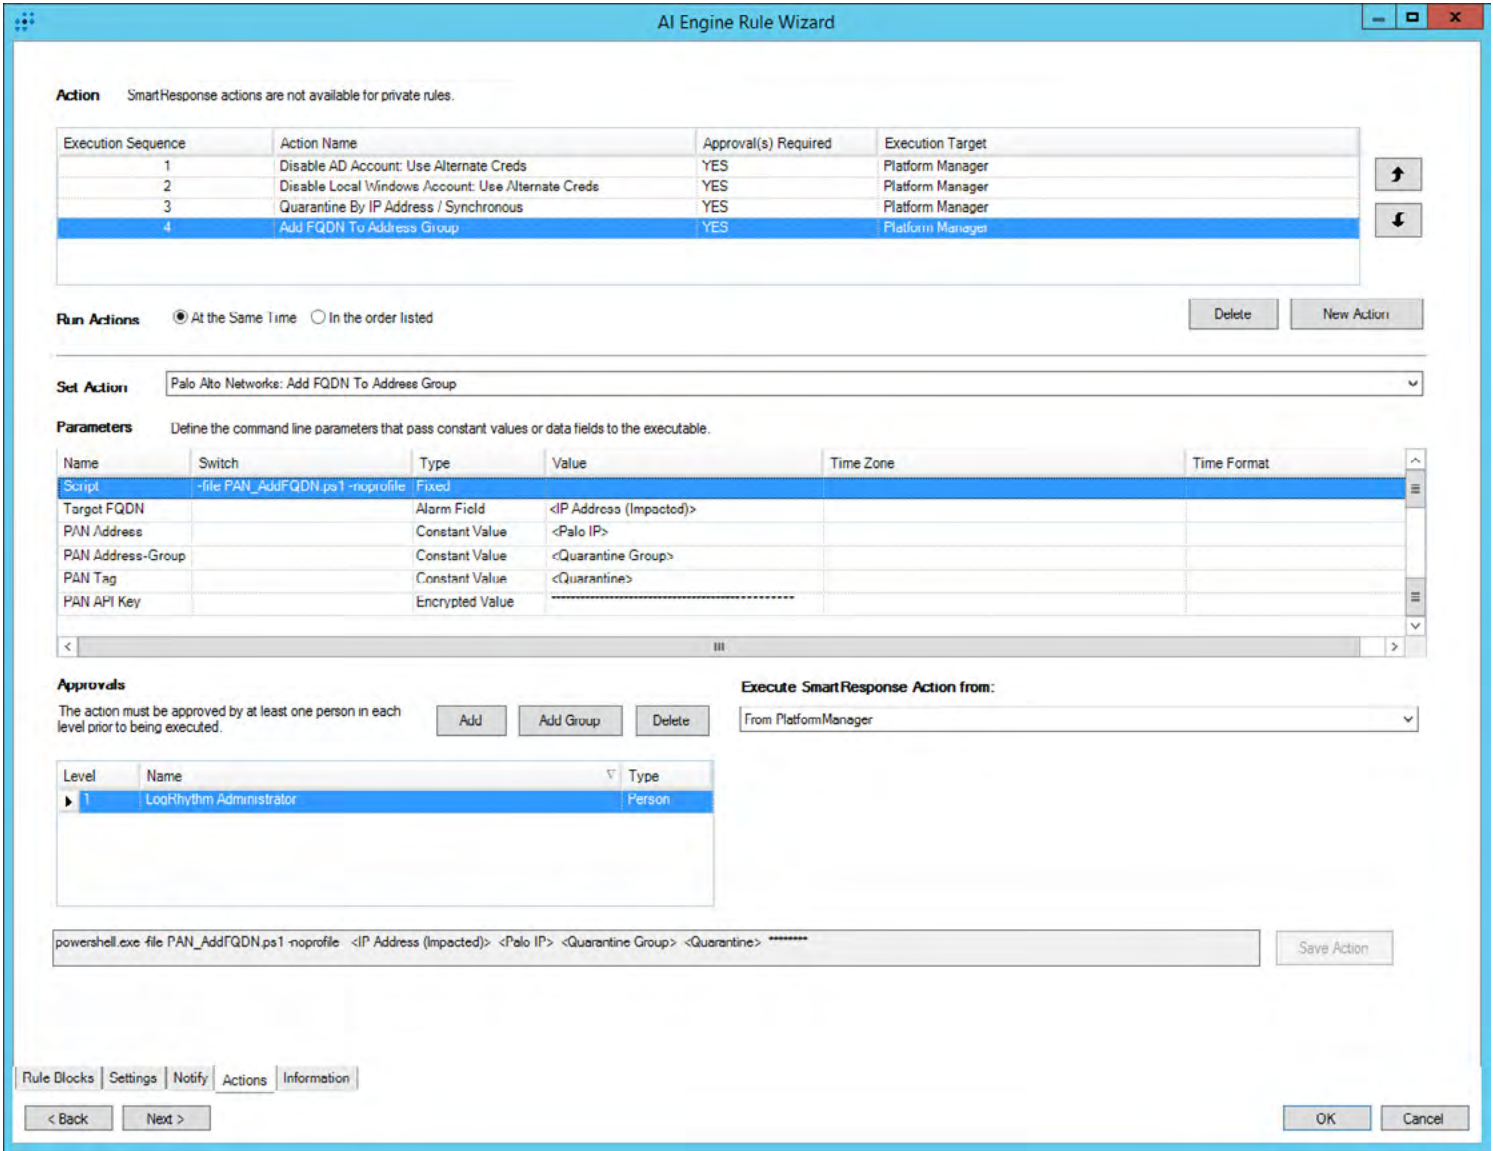 AI Engine Rule Wizard
Action SmartResponse actions are not available for private rules.
Execution Sequence Action Name Approval(s) Required Execution Target
1 Disable AD Account: Use Alternate Creds YES Platform Manager
2 Disable Local Windows Account: Use Alternate Creds YES Platform Manager
3 Quarantine By IP Address / Synchronous YES Platform Manager
4 Add FQDN To Address Group YES Platform Manager
Run Actions At the Same Time In the order listed Delete New Action
Set Action Palo Alto Networks: Add FQDN To Address Group
Parameters Define the command line parameters that pass constant values or data fields to the executable.
Name Switch Type Value Time Zone Time Format
Script -file PAN_AddFQDN.ps1 -noprofile Fixed
Target FQDN Alarm Field <IP Address (Impacted)>
PAN Address Constant Value <Palo IP>
PAN Address-Group Constant Value <Quarantine Group>
PAN Tag Constant Value <Quarantine>
PAN API Key Encrypted Value
Approvals
Execute SmartResponse Action from:
The action must be approved by at least one person in each
level prior to being executed.
Add Add Group Delete
From PlatformManager
Level Name Type
1 LogRhythm Administrator Person
powershell.exe -file PAN_AddFQDN.ps1 -noprofile <IP Address (Impacted)> <Palo IP> <Quarantine Group> <Quarantine> ********
Save Action
Rule Blocks Settings Notify Actions Information
< Back Next > OK Cancel